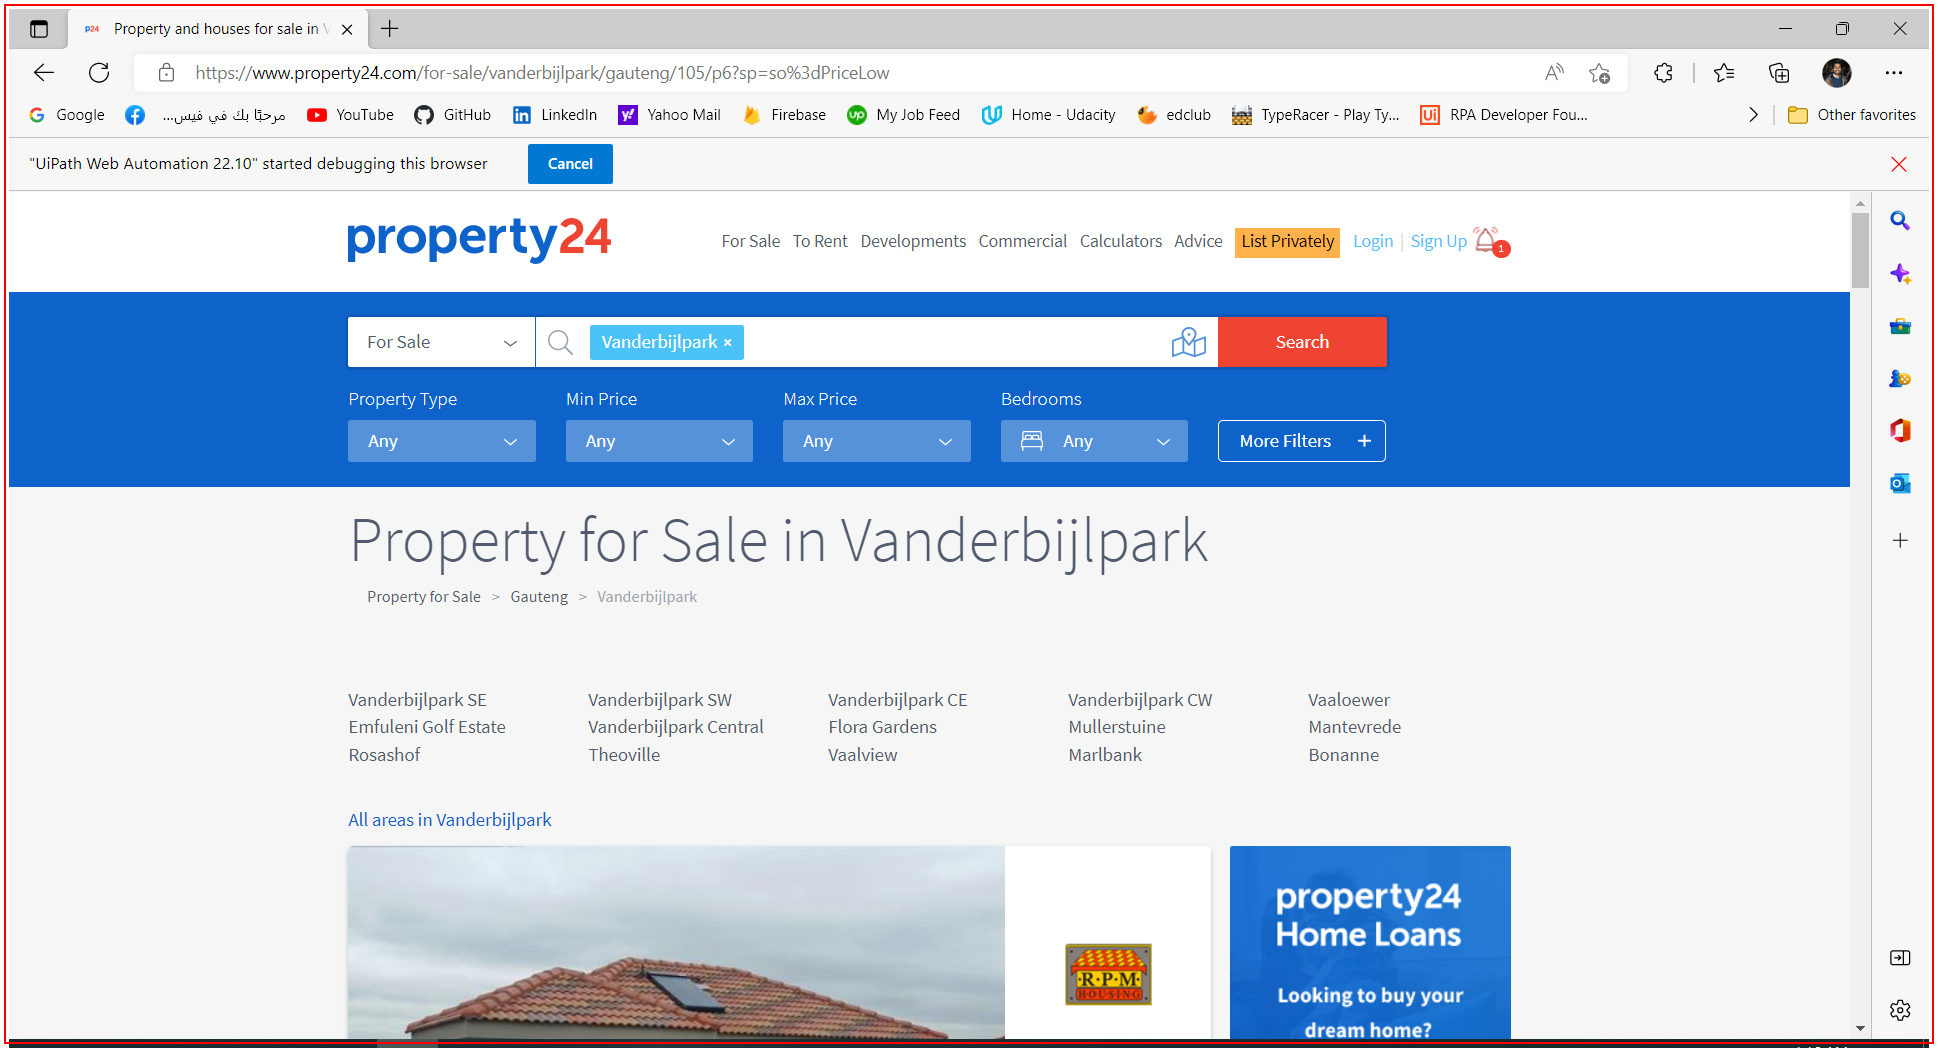 p24 Property and houses for sale in V
https://www.property24.com/for-sale/vanderbijlpark/gauteng/105/p6?sp=so%3dPriceLow
Google مرحبًا بك في فيس... YouTube GitHub LinkedIn Yahoo Mail Firebase up My Job Feed Home - Udacity edclub TypeRacer - Play Ty... Ui RPA Developer Fou... Other favorites
"UiPath Web Automation 22.10" started debugging this browser Cancel
property24 For Sale To Rent Developments Commercial Calculators Advice List Privately Login | Sign Up 1
For Sale Vanderbijlpark × Search
Property Type Min Price Max Price Bedrooms
Any Any Any Any More Filters +
Property for Sale in Vanderbijlpark
Property for Sale > Gauteng > Vanderbijlpark
Vanderbijlpark SE Vanderbijlpark SW Vanderbijlpark CE Vanderbijlpark CW Vaaloewer
Emfuleni Golf Estate Vanderbijlpark Central Flora Gardens Mullerstuine Mantevrede
Rosashof Theoville Vaalview Marlbank Bonanne
All areas in Vanderbijlpark
R·P·M
HOUSING
property24
Home Loans
Looking to buy your
dream home?